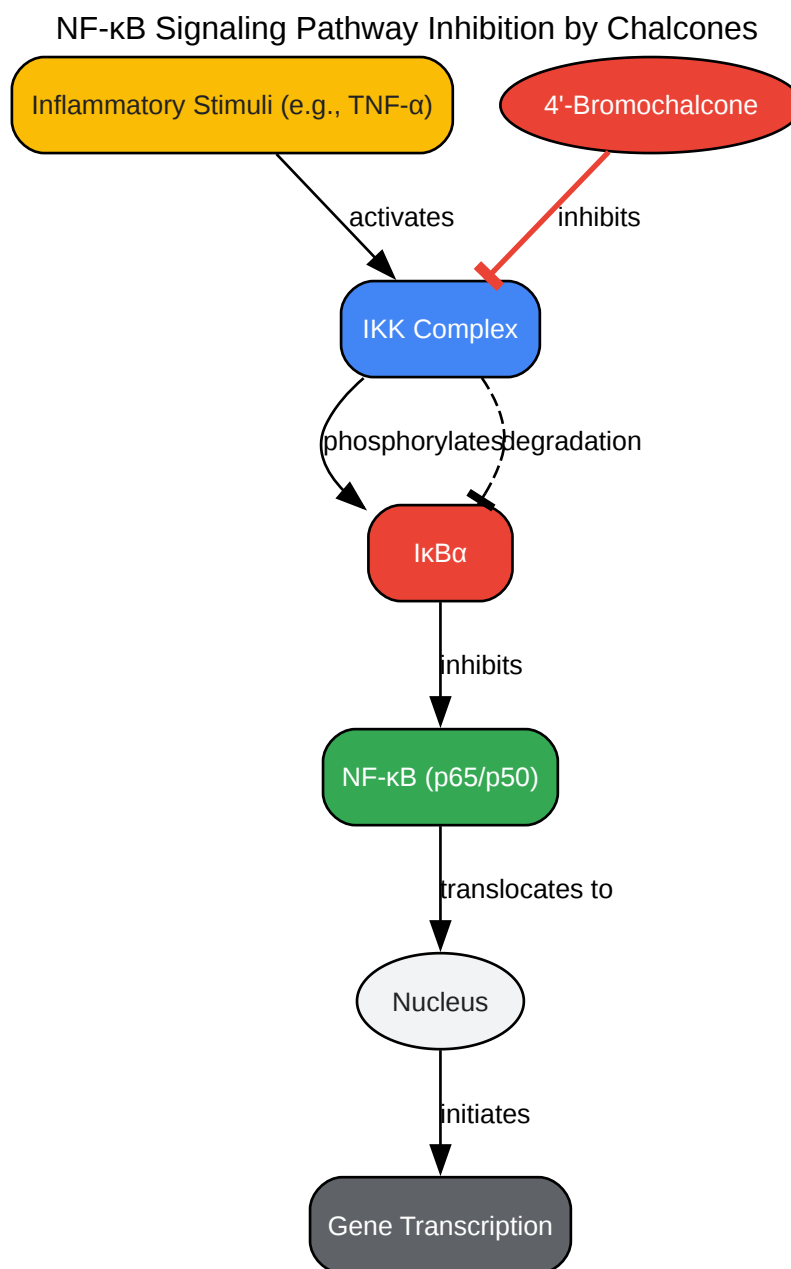 NF-κB Signaling Pathway Inhibition by Chalcones
Inflammatory Stimuli (e.g., TNF-α)
4'-Bromochalcone
activates
inhibits
IKK Complex
phosphorylates
degradation
IκBα
inhibits
NF-κB (p65/p50)
translocates to
Nucleus
initiates
Gene Transcription